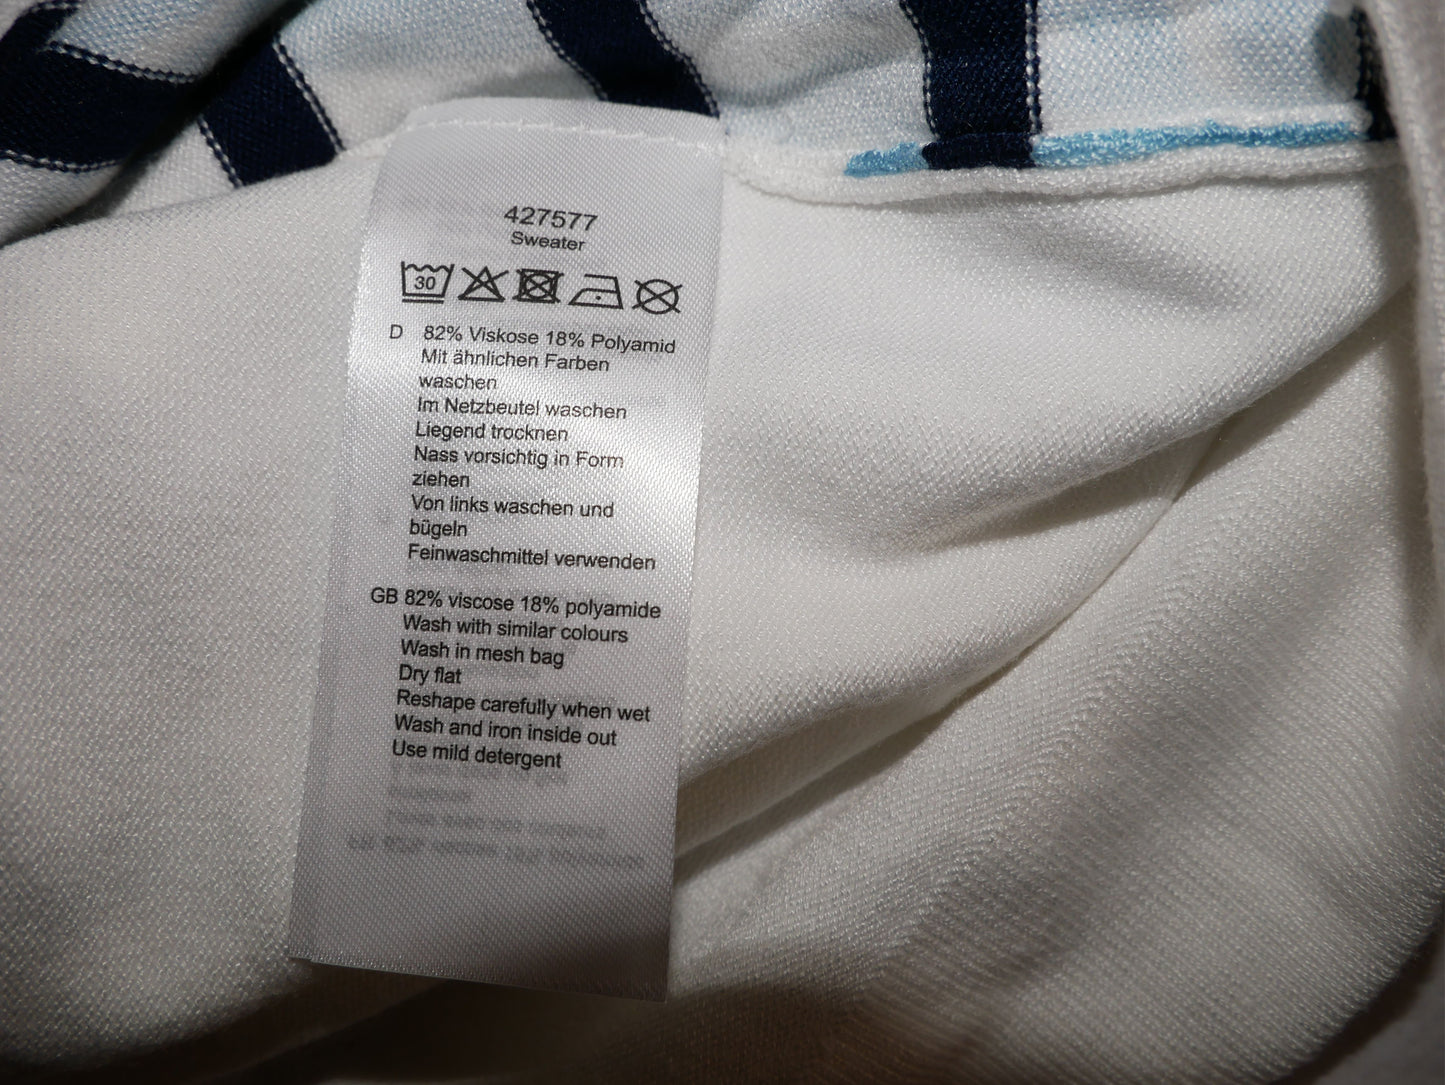 427577
Sweater
30
D 82% Viskose 18% Polyamid
Mit ähnlichen Farben
waschen
Im Netzbeutel waschen
Liegend trocknen
Nass vorsichtig in Form
ziehen
Von links waschen und
bügeln
Feinwaschmittel verwenden
GB 82% viscose 18% polyamide
Wash with similar colours
Wash in mesh bag
Dry flat
Reshape carefully when wet
Wash and iron inside out
Use mild detergent